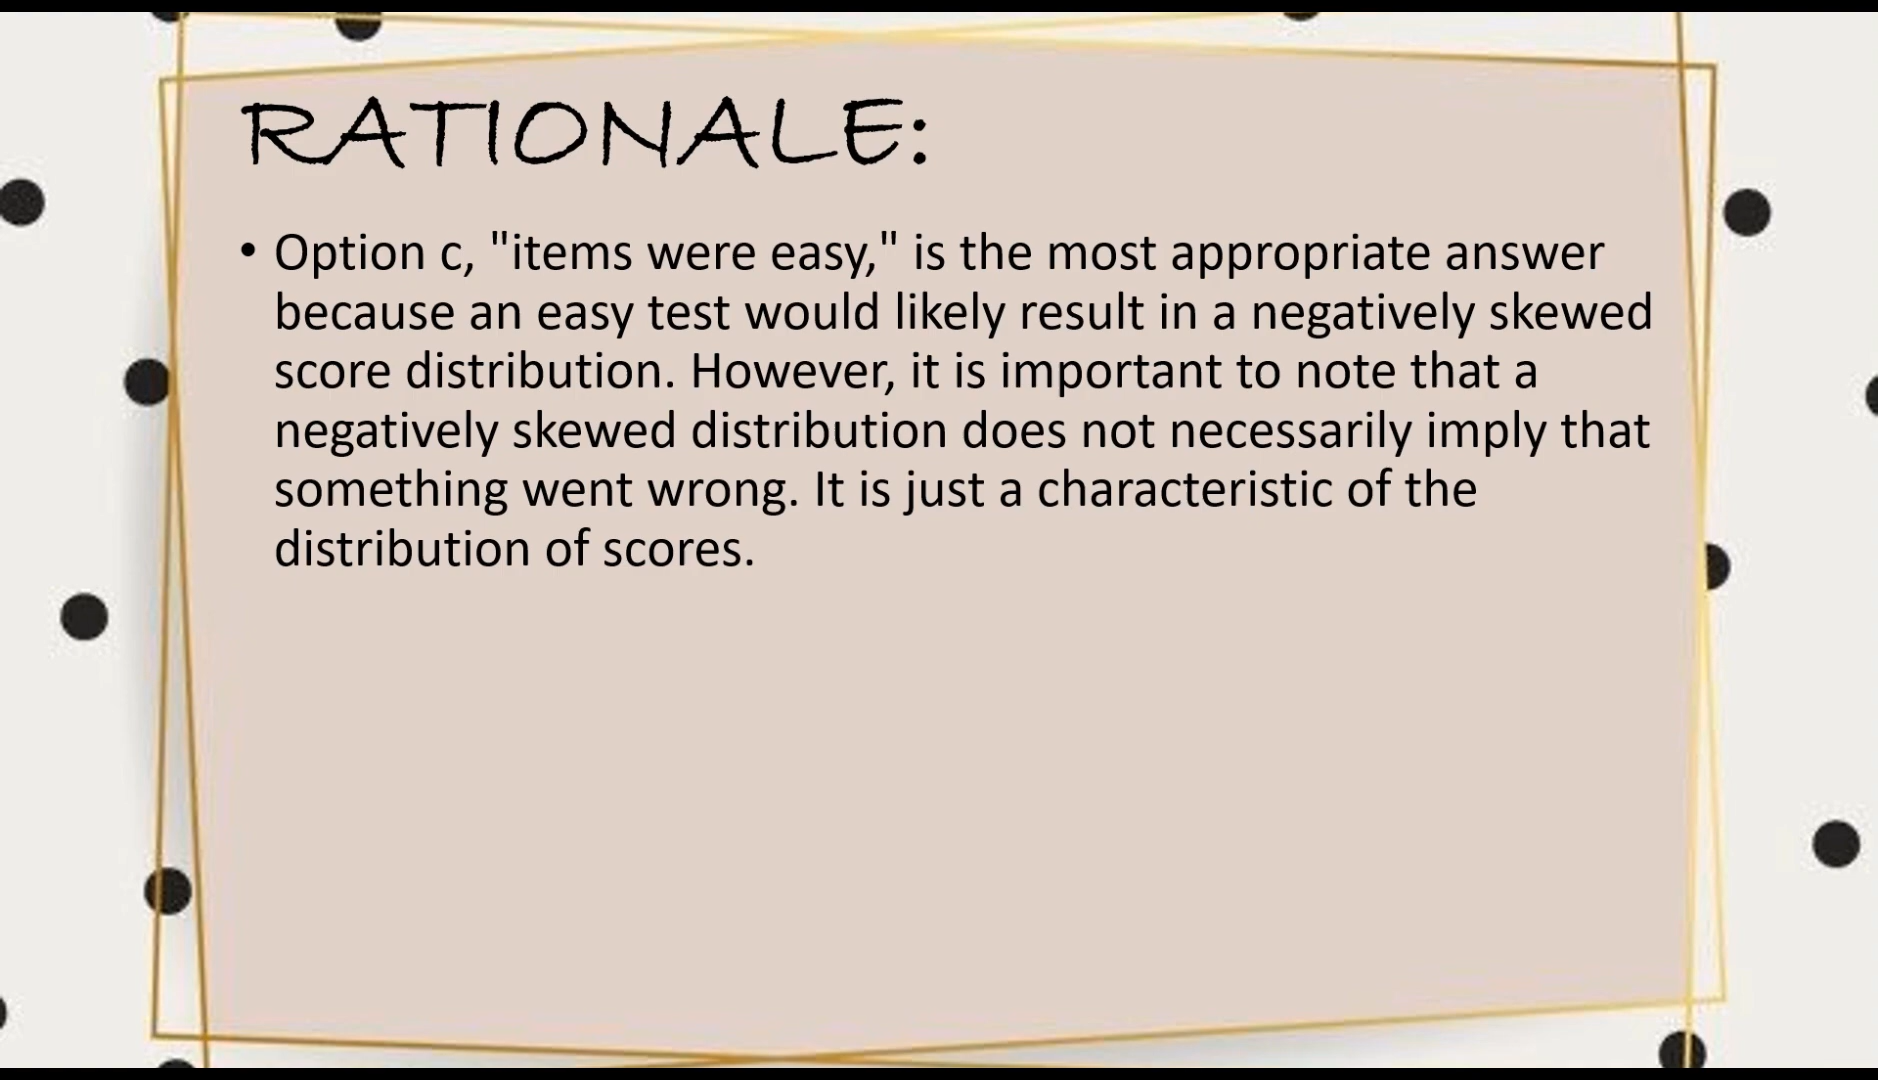 RATIONALE:
• Option c, "items were easy," is the most appropriate answer
because an easy test would likely result in a negatively skewed
score distribution. However, it is important to note that a
negatively skewed distribution does not necessarily imply that
something went wrong. It is just a characteristic of the
distribution of scores.